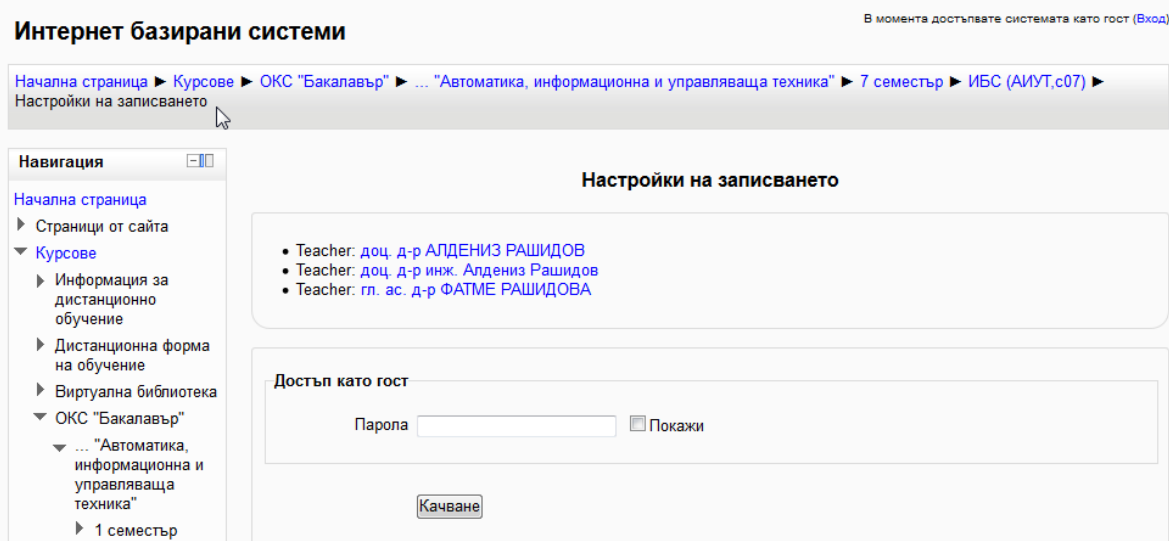 В момента достъпвате системата като гост (Вход)
Интернет базирани системи
Начална страница ► Курсове ► ОКС "Бакалавър" ► ... "Автоматика, информационна и управляваща техника" ► 7 семестър ► ИБС (АИУТ,с07) ►
Настройки на записването
Навигация
Начална страница
Страници от сайта
Курсове
Информация за
дистанционно
обучение
Дистанционна форма
на обучение
Виртуална библиотека
ОКС "Бакалавър"
... "Автоматика,
информационна и
управляваща
техника"
1 семестър
Настройки на записването
• Teacher: доц. д-р АЛДЕНИЗ РАШИДОВ
• Teacher: доц. д-р инж. Алдениз Рашидов
• Teacher: гл. ас. д-р ФАТМЕ РАШИДОВА
Достъп като гост
Парола Покажи
Качване